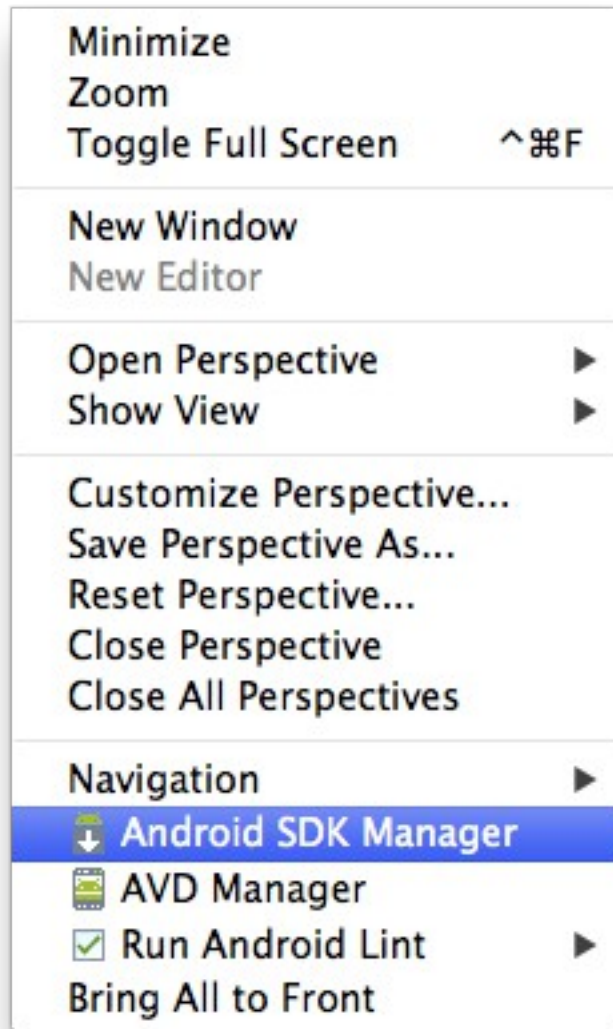 Minimize
Zoom
Toggle Full Screen ^⌘F
New Window
New Editor
Open Perspective
Show View
Customize Perspective...
Save Perspective As...
Reset Perspective...
Close Perspective
Close All Perspectives
Navigation
Android SDK Manager
AVD Manager
Run Android Lint
Bring All to Front